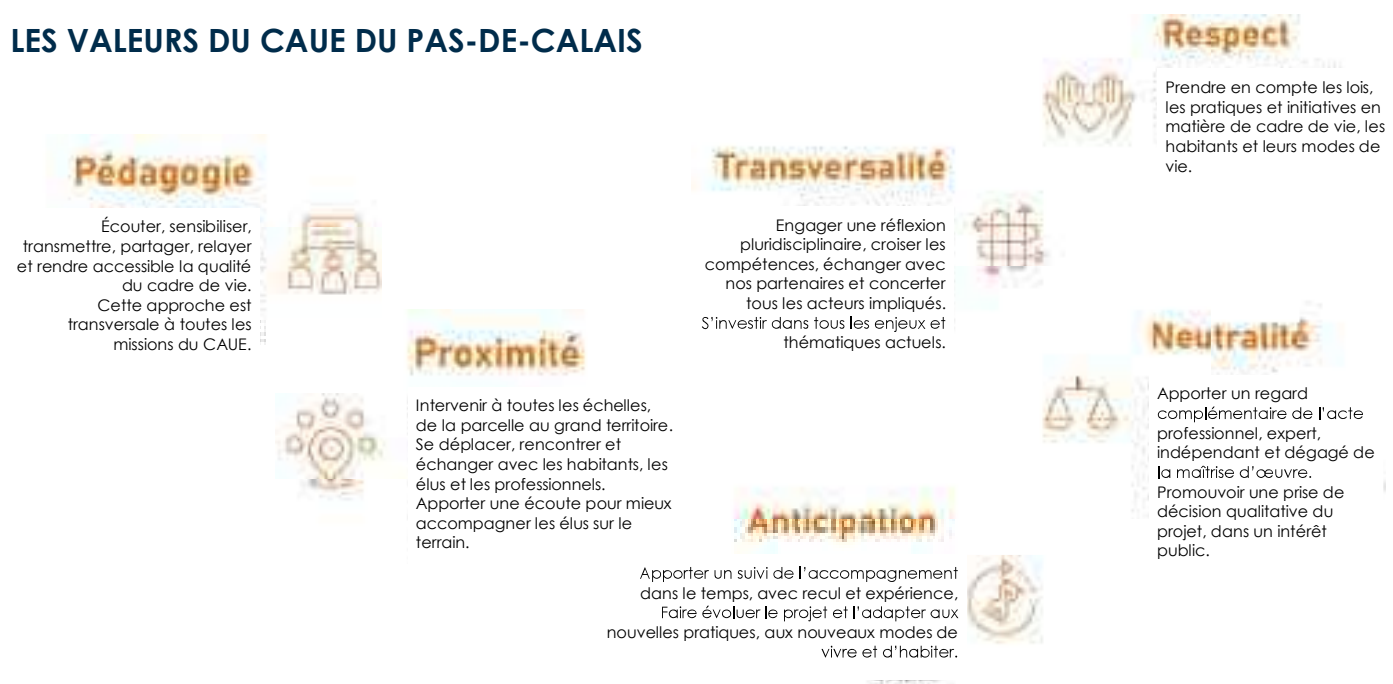 LES VALEURS DU CAUE DU PAS-DE-CALAIS
Pédagogie
Écouter, sensibiliser,
transmettre, partager, relayer
et rendre accessible la qualité
du cadre de vie.
Cette approche est
transversale à toutes les
missions du CAUE.
Proximité
Intervenir à toutes les échelles,
de la parcelle au grand territoire.
Se déplacer, rencontrer et
échanger avec les habitants, les
élus et les professionnels.
Apporter une écoute pour mieux
accompagner les élus sur le
terrain.
Transversalité
Engager une réflexion
pluridisciplinaire, croiser les
compétences, échanger avec
nos partenaires et concerter
tous les acteurs impliqués.
S'investir dans tous les enjeux et
thématiques actuels.
Anticipation
Apporter un suivi de l'accompagnement
dans le temps, avec recul et expérience,
Faire évoluer le projet et l'adapter aux
nouvelles pratiques, aux nouveaux modes de
vivre et d'habiter.
Respect
Prendre en compte les lois,
les pratiques et initiatives en
matière de cadre de vie, les
habitants et leurs modes de
vie.
Neutralité
Apporter un regard
complémentaire de l'acte
professionnel, expert,
indépendant et dégagé de
la maîtrise d'œuvre.
Promouvoir une prise de
décision qualitative du
projet, dans un intérêt
public.